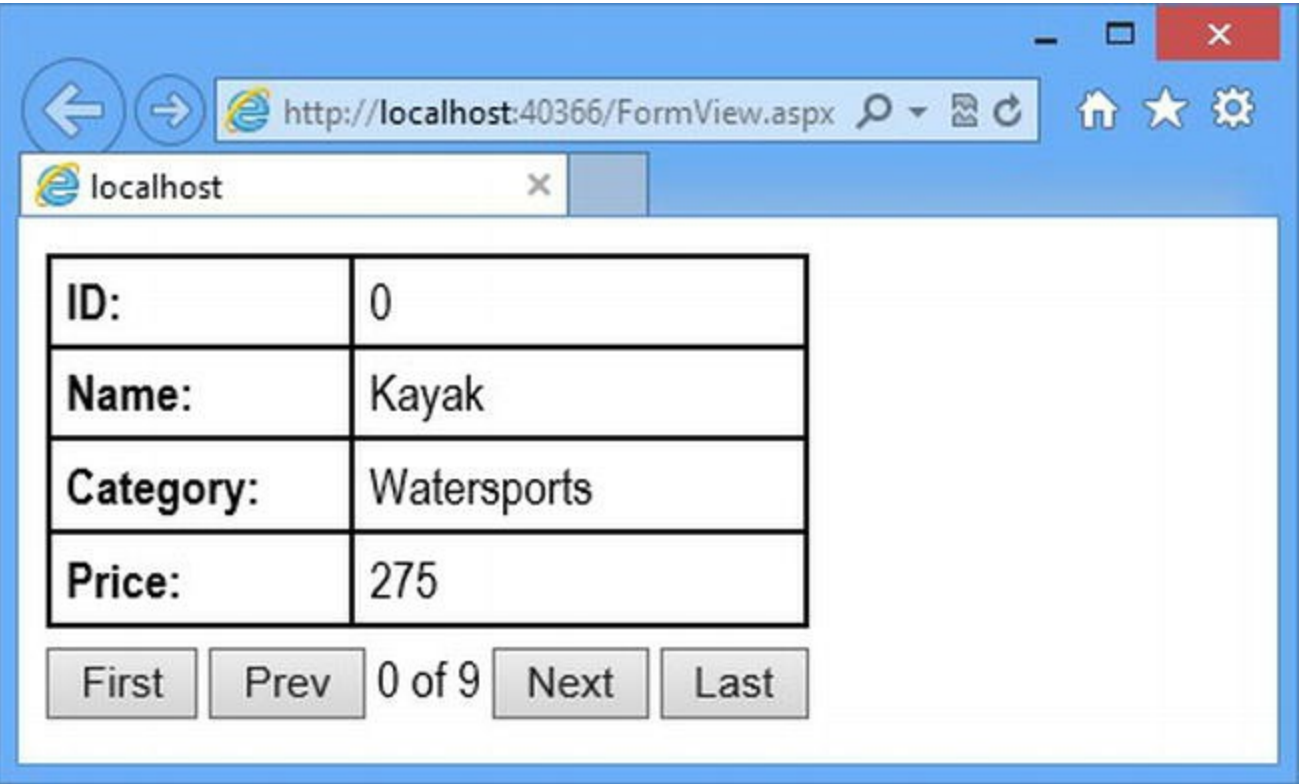 http://localhost:40366/FormView.aspx
localhost
ID: 0
Name: Kayak
Category: Watersports
Price: 275
First Prev 0 of 9 Next Last